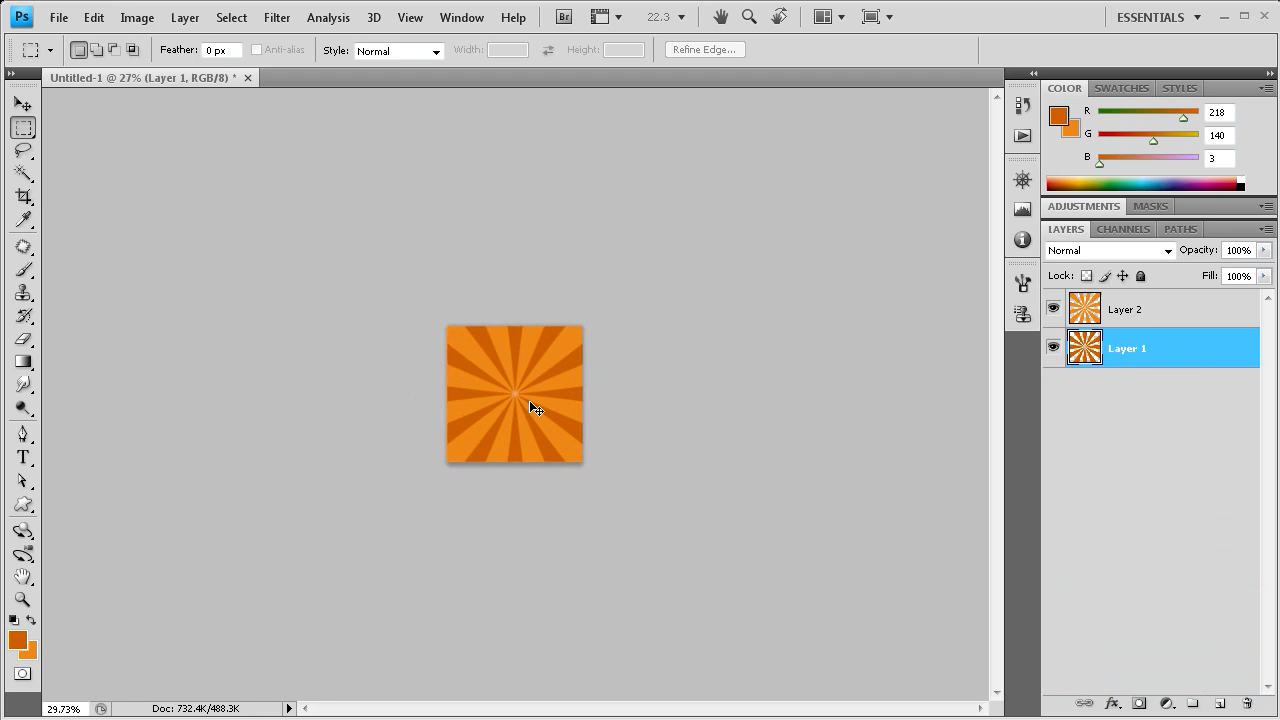 Ps File Edit Image Layer Select Filter Analysis 3D View Window Help Br 22.3 ESSENTIALS
Feather: 0 px Anti-alias Style: Normal Width: Height: Refine Edge...
Untitled-1 @ 27% (Layer 1, RGB/8) *
COLOR SWATCHES STYLES
R 218
G 140
B 3
ADJUSTMENTS MASKS
LAYERS CHANNELS PATHS
Normal Opacity: 100%
Lock: Fill: 100%
Layer 2
Layer 1
T
fx
29.73% Doc: 732.4K/488.3K